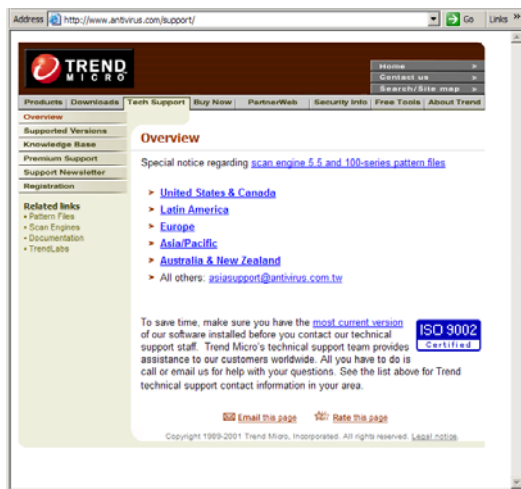 Address http://www.antivirus.com/support/ Go Links »
TREND
MICRO
Home
Contact us
Search/Site map
Products Downloads Tech Support Buy Now PartnerWeb Security Info Free Tools About Trend
Overview
Supported Versions
Knowledge Base
Premium Support
Support Newsletter
Registration
Related links
• Pattern Files
• Scan Engines
• Documentation
• TrendLabs
Overview
Special notice regarding scan engine 5.5 and 100-series pattern files
➤ United States & Canada
➤ Latin America
➤ Europe
➤ Asia/Pacific
➤ Australia & New Zealand
➤ All others: asiasupport@antivirus.com.tw
To save time, make sure you have the most current version
of our software installed before you contact our technical
support staff. Trend Micro's technical support team provides
assistance to our customers worldwide. All you have to do is
call or email us for help with your questions. See the list above for Trend
technical support contact information in your area.
ISO 9002
Certified
Email this page Rate this page
Copyright 1989-2001 Trend Micro, Incorporated. All rights reserved. Legal notice.